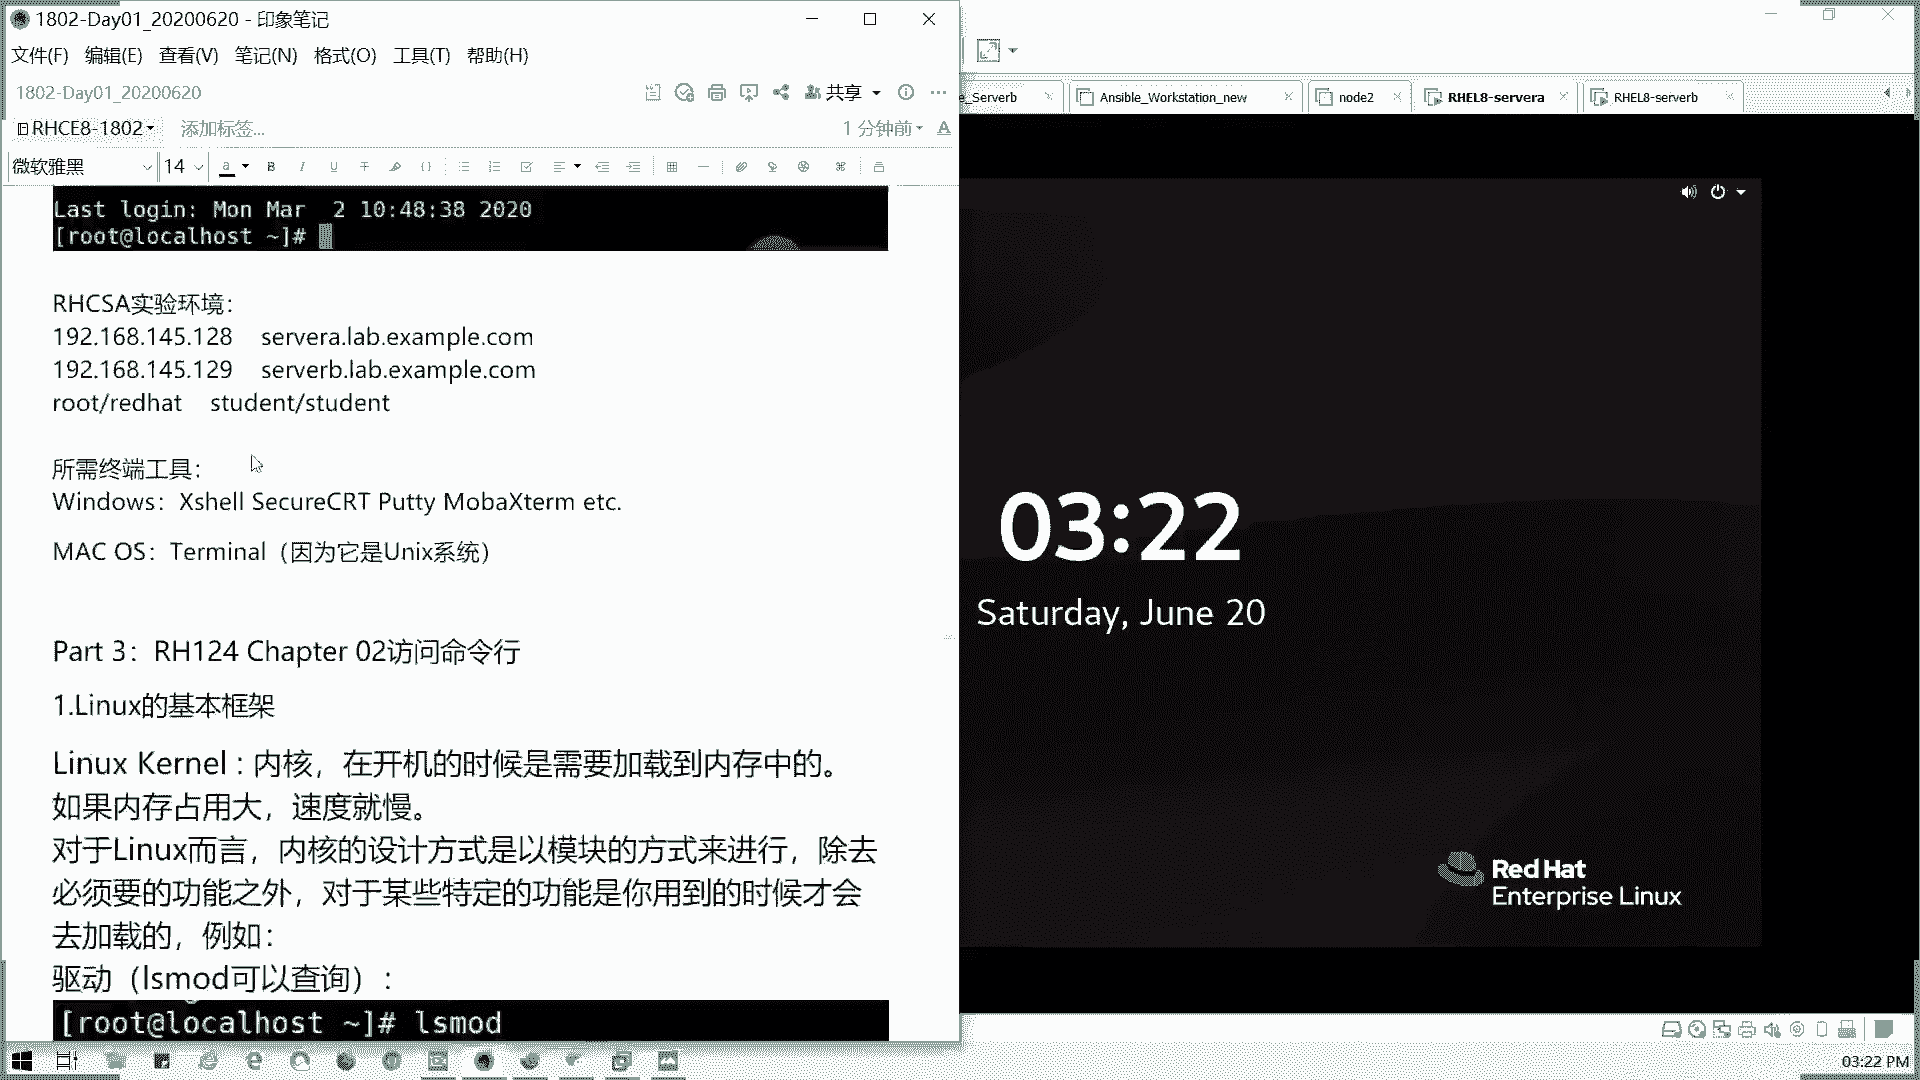 1802-Day01_20200620 - 印象笔记
文件(F) 编辑(E) 查看(V) 笔记(N) 格式(O) 工具(T) 帮助(H)
1802-Day01_20200620
共享
RHCE8-1802
添加标签...
1 分钟前
微软雅黑
14
Last login: Mon Mar  2 10:48:38 2020
[root@localhost ~]#
RHCSA实验环境：
192.168.145.128 servera.lab.example.com
192.168.145.129 serverb.lab.example.com
root/redhat student/student
所需终端工具：
Windows：Xshell SecureCRT Putty MobaXterm etc.
MAC OS：Terminal（因为它是Unix系统）
Part 3：RH124 Chapter 02访问命令行
1.Linux的基本框架
Linux Kernel : 内核，在开机的时候是需要加载到内存中的。
如果内存占用大，速度就慢。
对于Linux而言，内核的设计方式是以模块的方式来进行，除去
必须要的功能之外，对于某些特定的功能是你用到的时候才会
去加载的，例如：
驱动（lsmod可以查询）：
[root@localhost ~]# lsmod
e_Serverb
Ansible_Workstation_new
node2
RHEL8-servera
RHEL8-serverb
03:22
Saturday, June 20
Red Hat
Enterprise Linux
03:22 PM